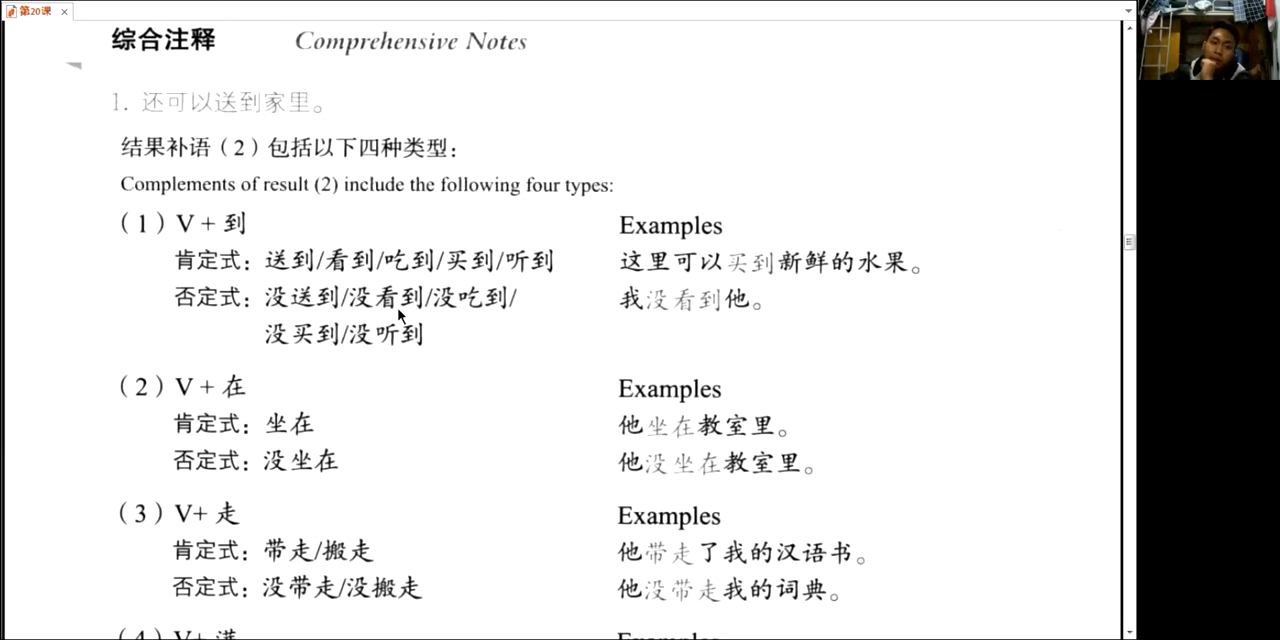 第20课
综合注释 Comprehensive Notes
1. 还可以送到家里。
结果补语（2）包括以下四种类型：
Complements of result (2) include the following four types:
（1）V + 到 Examples
肯定式：送到/看到/吃到/买到/听到 这里可以买到新鲜的水果。
否定式：没送到/没看到/没吃到/ 我没看到他。
没买到/没听到
（2）V + 在 Examples
肯定式：坐在 他坐在教室里。
否定式：没坐在 他没坐在教室里。
（3）V+ 走 Examples
肯定式：带走/搬走 他带走了我的汉语书。
否定式：没带走/没搬走 他没带走我的词典。
（4）V+ 满 Examples